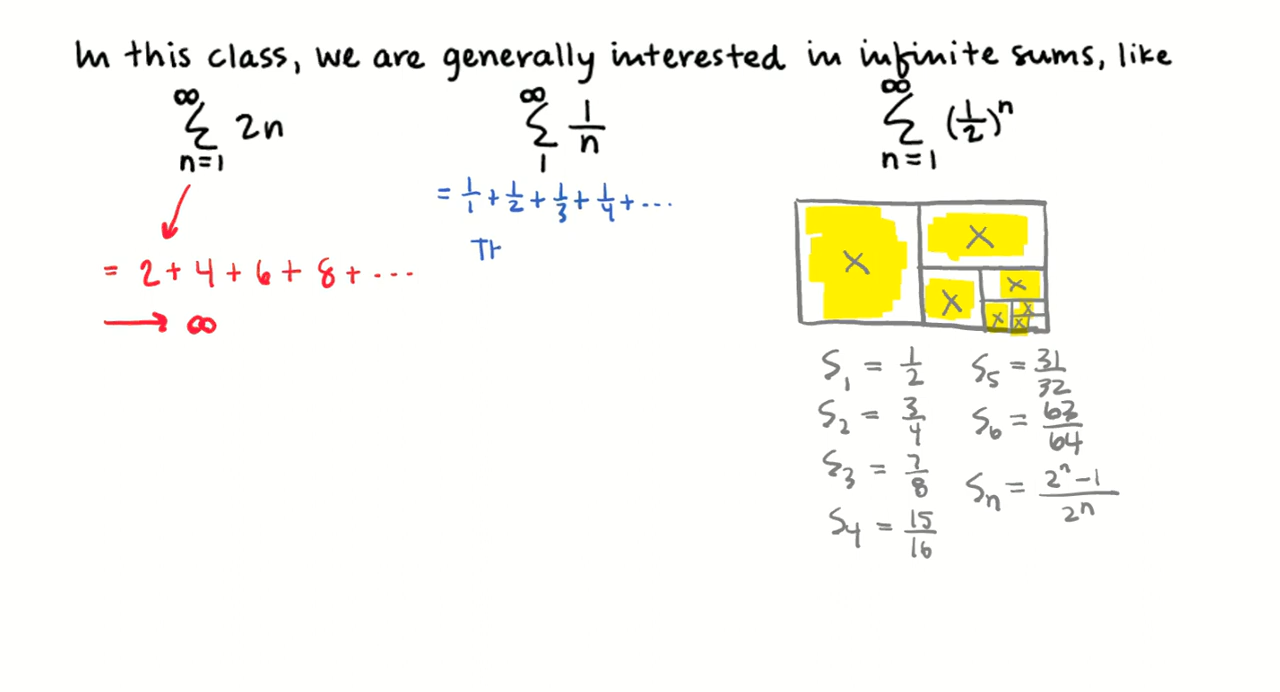 In this class, we are generally interested in infinite sums, like
∞ Σ n=1 2n
∞ Σ 1 1/n
∞ Σ n=1 (1/2)^n
= 2 + 4 + 6 + 8 + ...
→ ∞
= 1/1 + 1/2 + 1/3 + 1/4 + ...
TH
X X X X X X X
S₁ = 1/2
S₂ = 3/4
S₃ = 7/8
S₄ = 15/16
S₅ = 31/32
S₆ = 63/64
Sₙ = (2ⁿ - 1)/2ⁿ